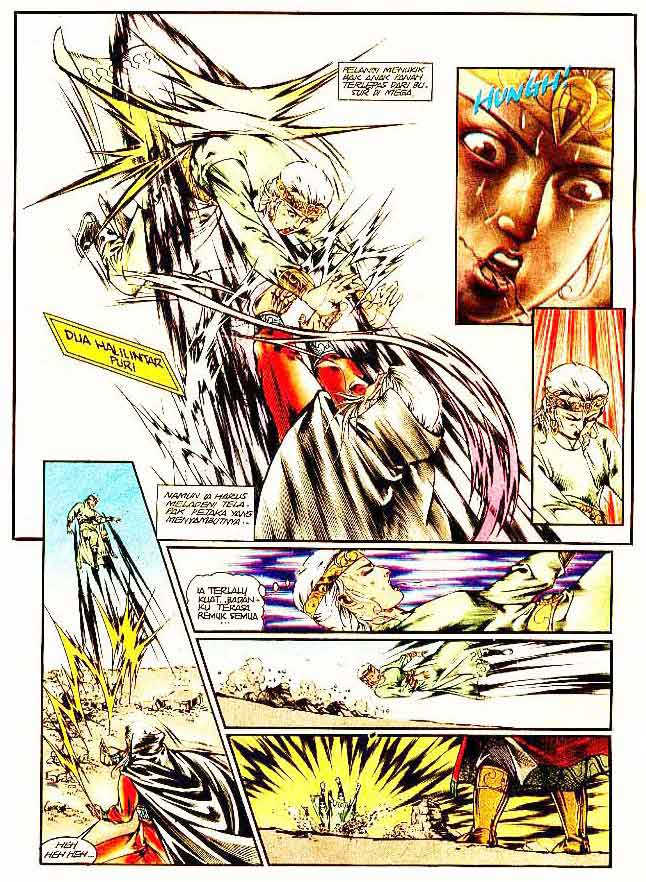 PELANGI MENUKIK
BAK ANAK PANAH
TERLEPAS DARI BU-
SUR DI MEGA.
HUNGH!
DUA HALILINTAR
PURI
NAMUN IA HARUS
MELADENI TELA-
PAK PETAKA YANG
MENYAMBUTNYA...
IA TERLALU
KUAT. BADAN-
KU TERASA
REMUK SEMUA
...
HEH
HEH HEH...